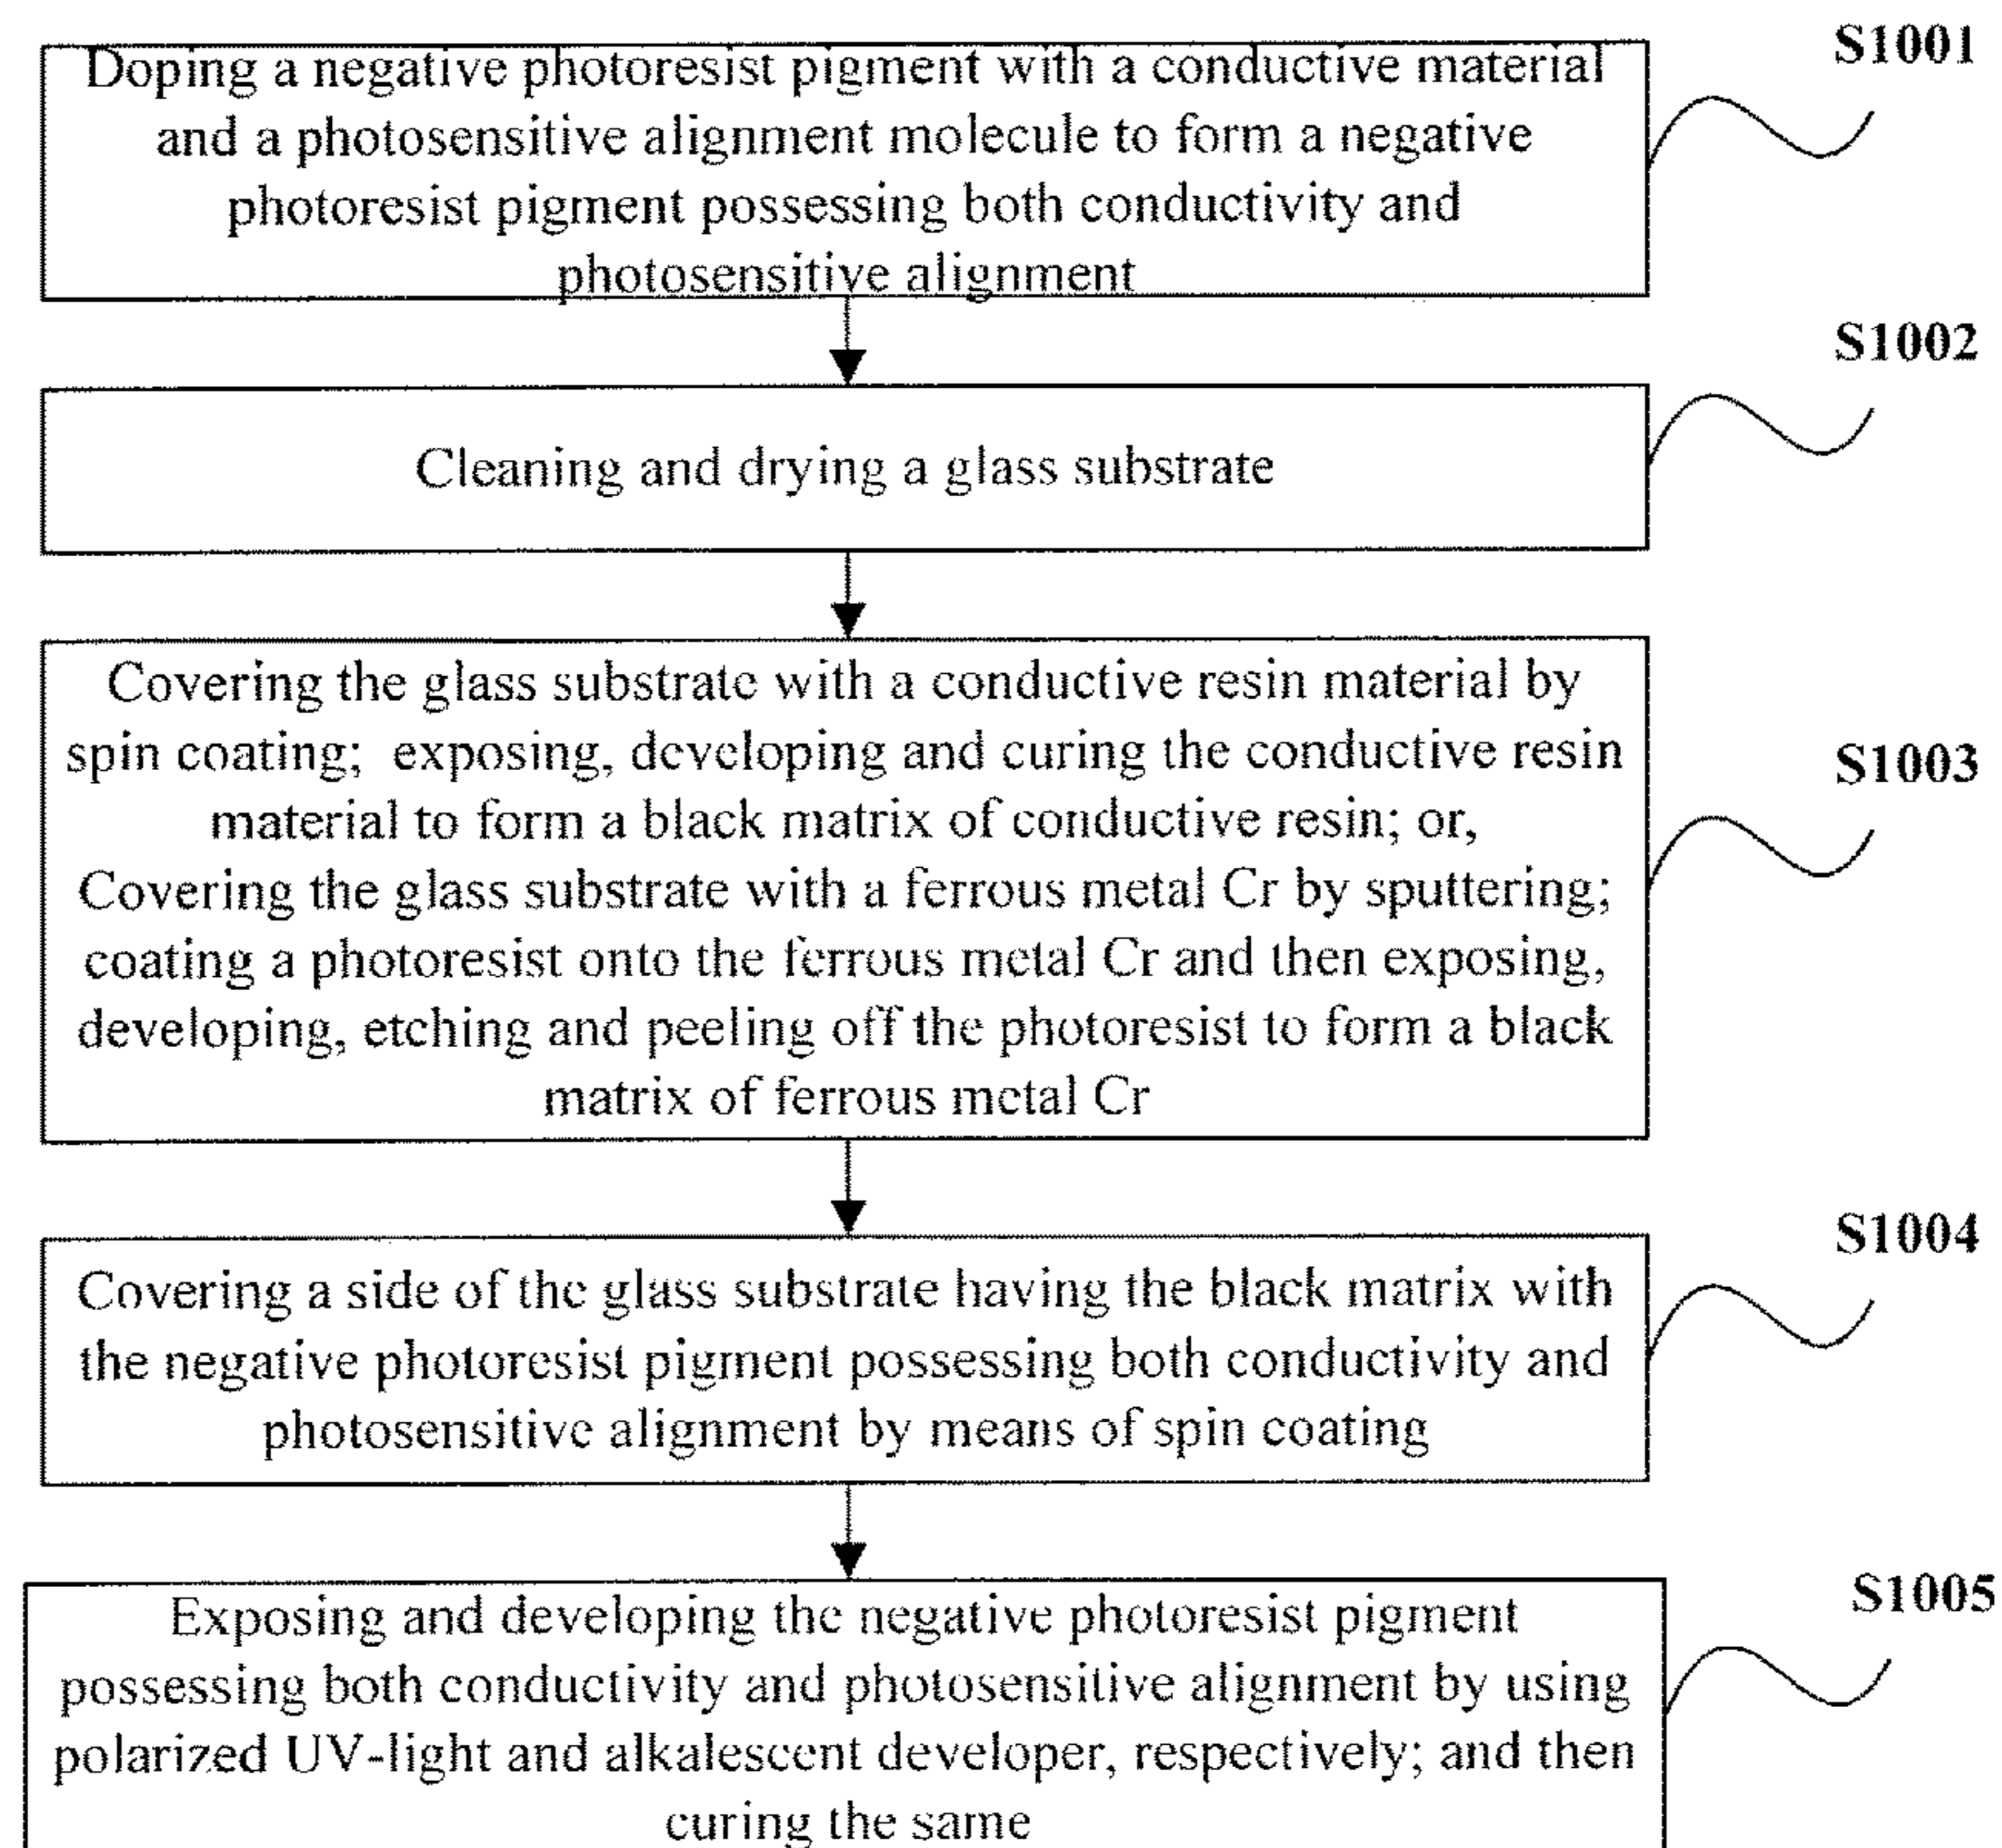 S1001
Doping a negative photoresist pigment with a conductive material
and a photosensitive alignment molecule to form a negative
photoresist pigment possessing both conductivity and
photosensitive alignment
S1002
Cleaning and drying a glass substrate
Covering the glass substrate with a conductive resin material by
spin coating; exposing, developing and curing the conductive resin
S1003
material to form a black matrix of conductive resin; or,
Covering the glass substrate with a ferrous metal Cr by sputtering;
coating a photoresist onto the ferrous metal Cr and then exposing,
developing, etching and peeling off the photoresist to form a black
matrix of ferrous metal Cr
S1004
Covering a side of the glass substrate having the black matrix with
the negative photoresist pigment possessing both conductivity and
photosensitive alignment by means of spin coating
S1005
Exposing and developing the negative photoresist pigment
possessing both conductivity and photosensitive alignment by using
polarized UV-light and alkalescent developer, respectively; and then
curing the same